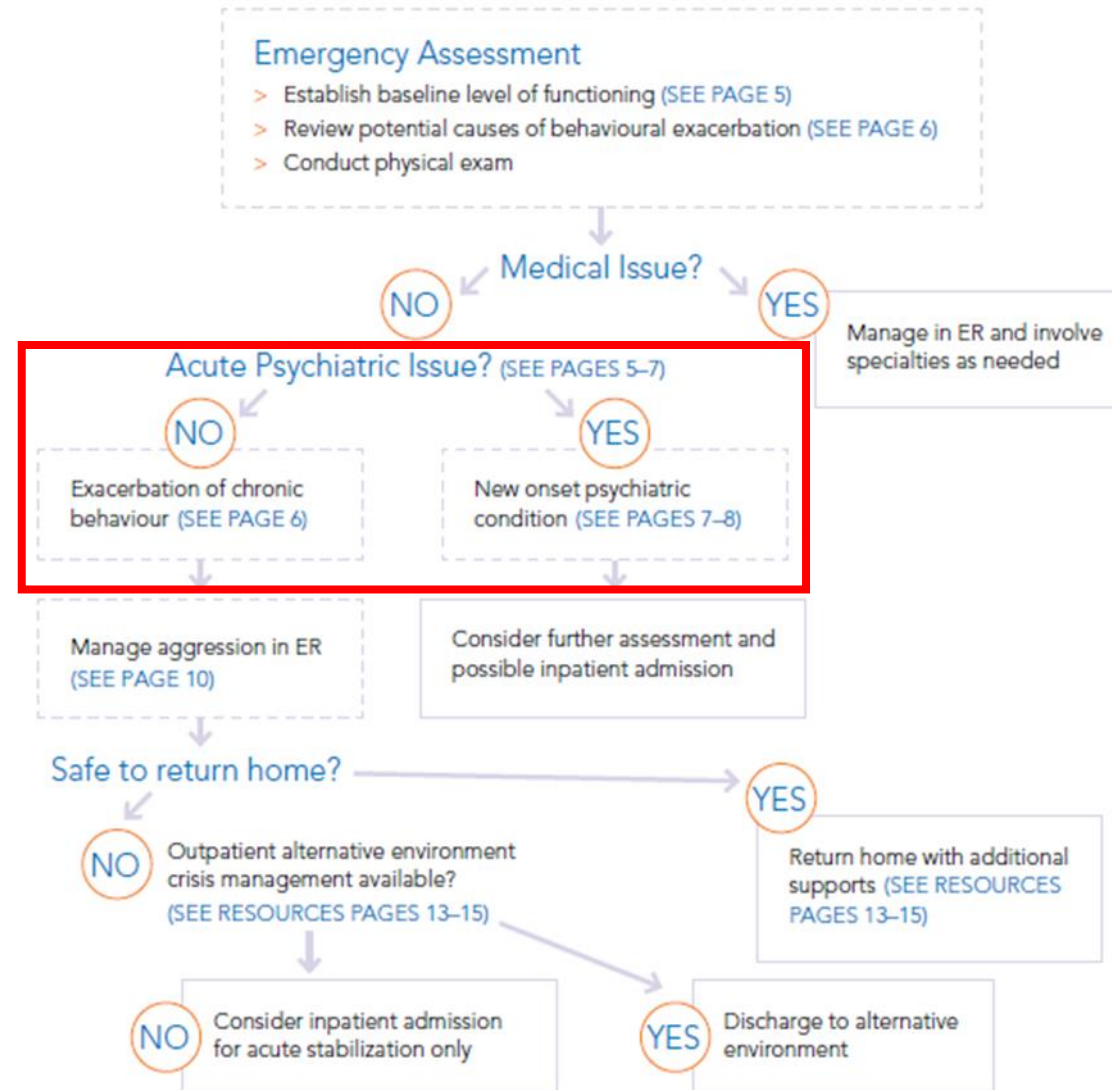 Emergency Assessment
> Establish baseline level of functioning (SEE PAGE 5)
> Review potential causes of behavioural exacerbation (SEE PAGE 6)
> Conduct physical exam
Medical Issue?
NO
YES
Manage in ER and involve
specialties as needed
Acute Psychiatric Issue? (SEE PAGES 5–7)
NO
Exacerbation of chronic
behaviour (SEE PAGE 6)
YES
New onset psychiatric
condition (SEE PAGES 7–8)
Manage aggression in ER
(SEE PAGE 10)
Consider further assessment and
possible inpatient admission
Safe to return home?
NO
Outpatient alternative environment
crisis management available?
(SEE RESOURCES PAGES 13–15)
YES
Return home with additional
supports (SEE RESOURCES
PAGES 13–15)
NO
Consider inpatient admission
for acute stabilization only
YES
Discharge to alternative
environment